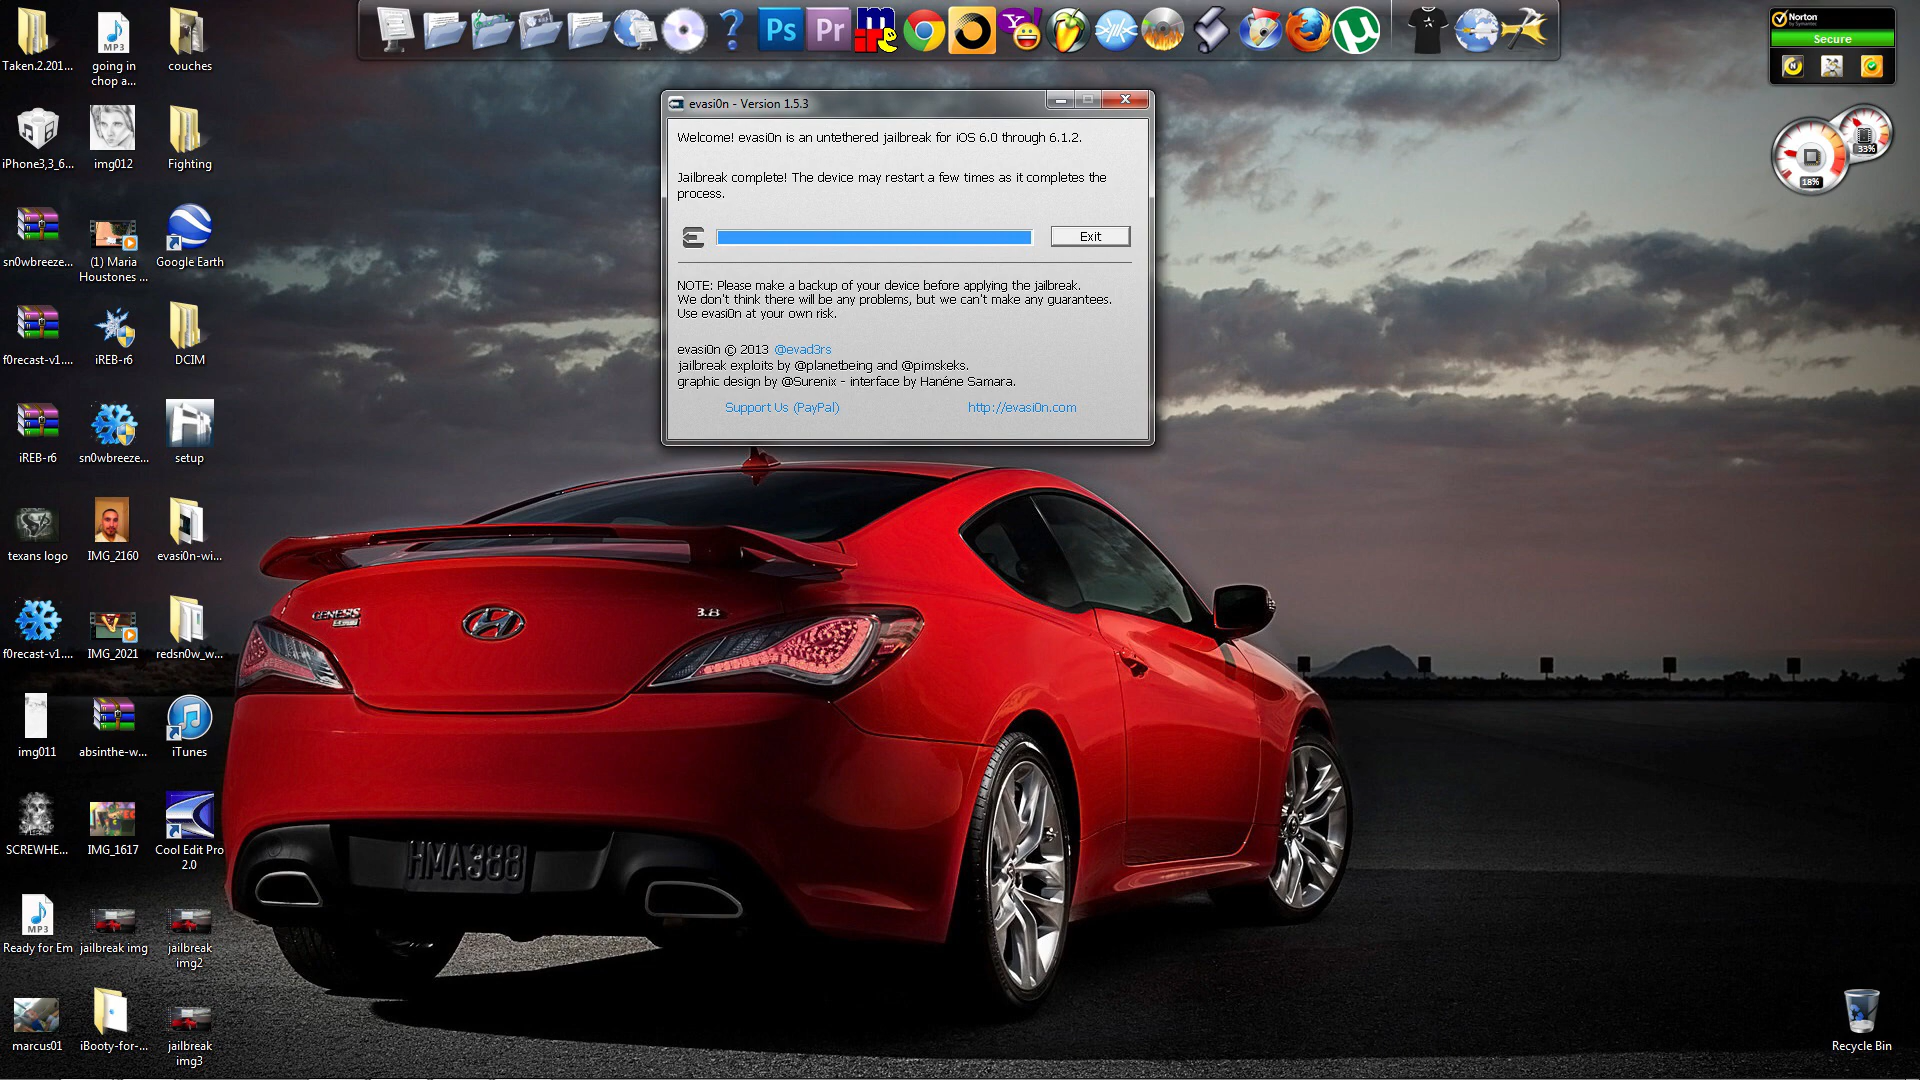 Taken.2.201...
going in
chop a...
couches
iPhone3,3_6...
img012
Fighting
sn0wbreeze...
(1) Maria
Houstones ...
Google Earth
f0recast-v1....
iREB-r6
DCIM
iREB-r6
sn0wbreeze...
setup
texans logo
IMG_2160
evasi0n-wi...
f0recast-v1....
IMG_2021
redsn0w_w...
img011
absinthe-w...
iTunes
SCREWHE...
IMG_1617
Cool Edit Pro
2.0
MP3
MP3
Ready for Em
jailbreak img
jailbreak
img2
marcus01
iBooty-for-...
jailbreak
img3
Ps
Pr
Norton
by Symantec
Secure
33%
18%
evasi0n - Version 1.5.3
Welcome! evasi0n is an untethered jailbreak for iOS 6.0 through 6.1.2.
Jailbreak complete! The device may restart a few times as it completes the
process.
Exit
NOTE: Please make a backup of your device before applying the jailbreak.
We don't think there will be any problems, but we can't make any guarantees.
Use evasi0n at your own risk.
evasi0n © 2013 @evad3rs
jailbreak exploits by @planetbeing and @pimskeks.
graphic design by @Surenix - interface by Hanéne Samara.
Support Us (PayPal)
http://evasi0n.com
GENESIS
3.8
HMA388
Recycle Bin